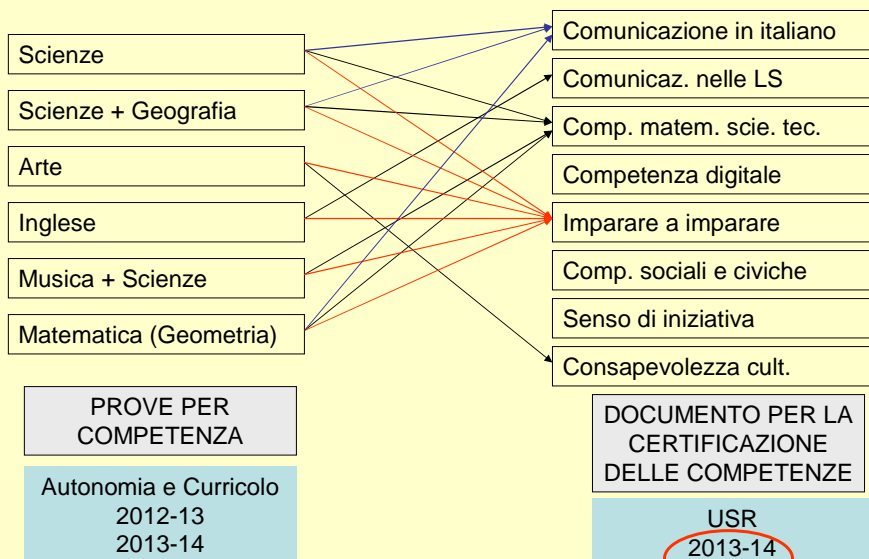 Scienze
Scienze + Geografia
Arte
Inglese
Musica + Scienze
Matematica (Geometria)
PROVE PER
COMPETENZA
Autonomia e Curricolo
2012-13
2013-14
Comunicazione in italiano
Comunicaz. nelle LS
Comp. matem. scie. tec.
Competenza digitale
Imparare a imparare
Comp. sociali e civiche
Senso di iniziativa
Consapevolezza cult.
DOCUMENTO PER LA
CERTIFICAZIONE
DELLE COMPETENZE
USR
2013-14